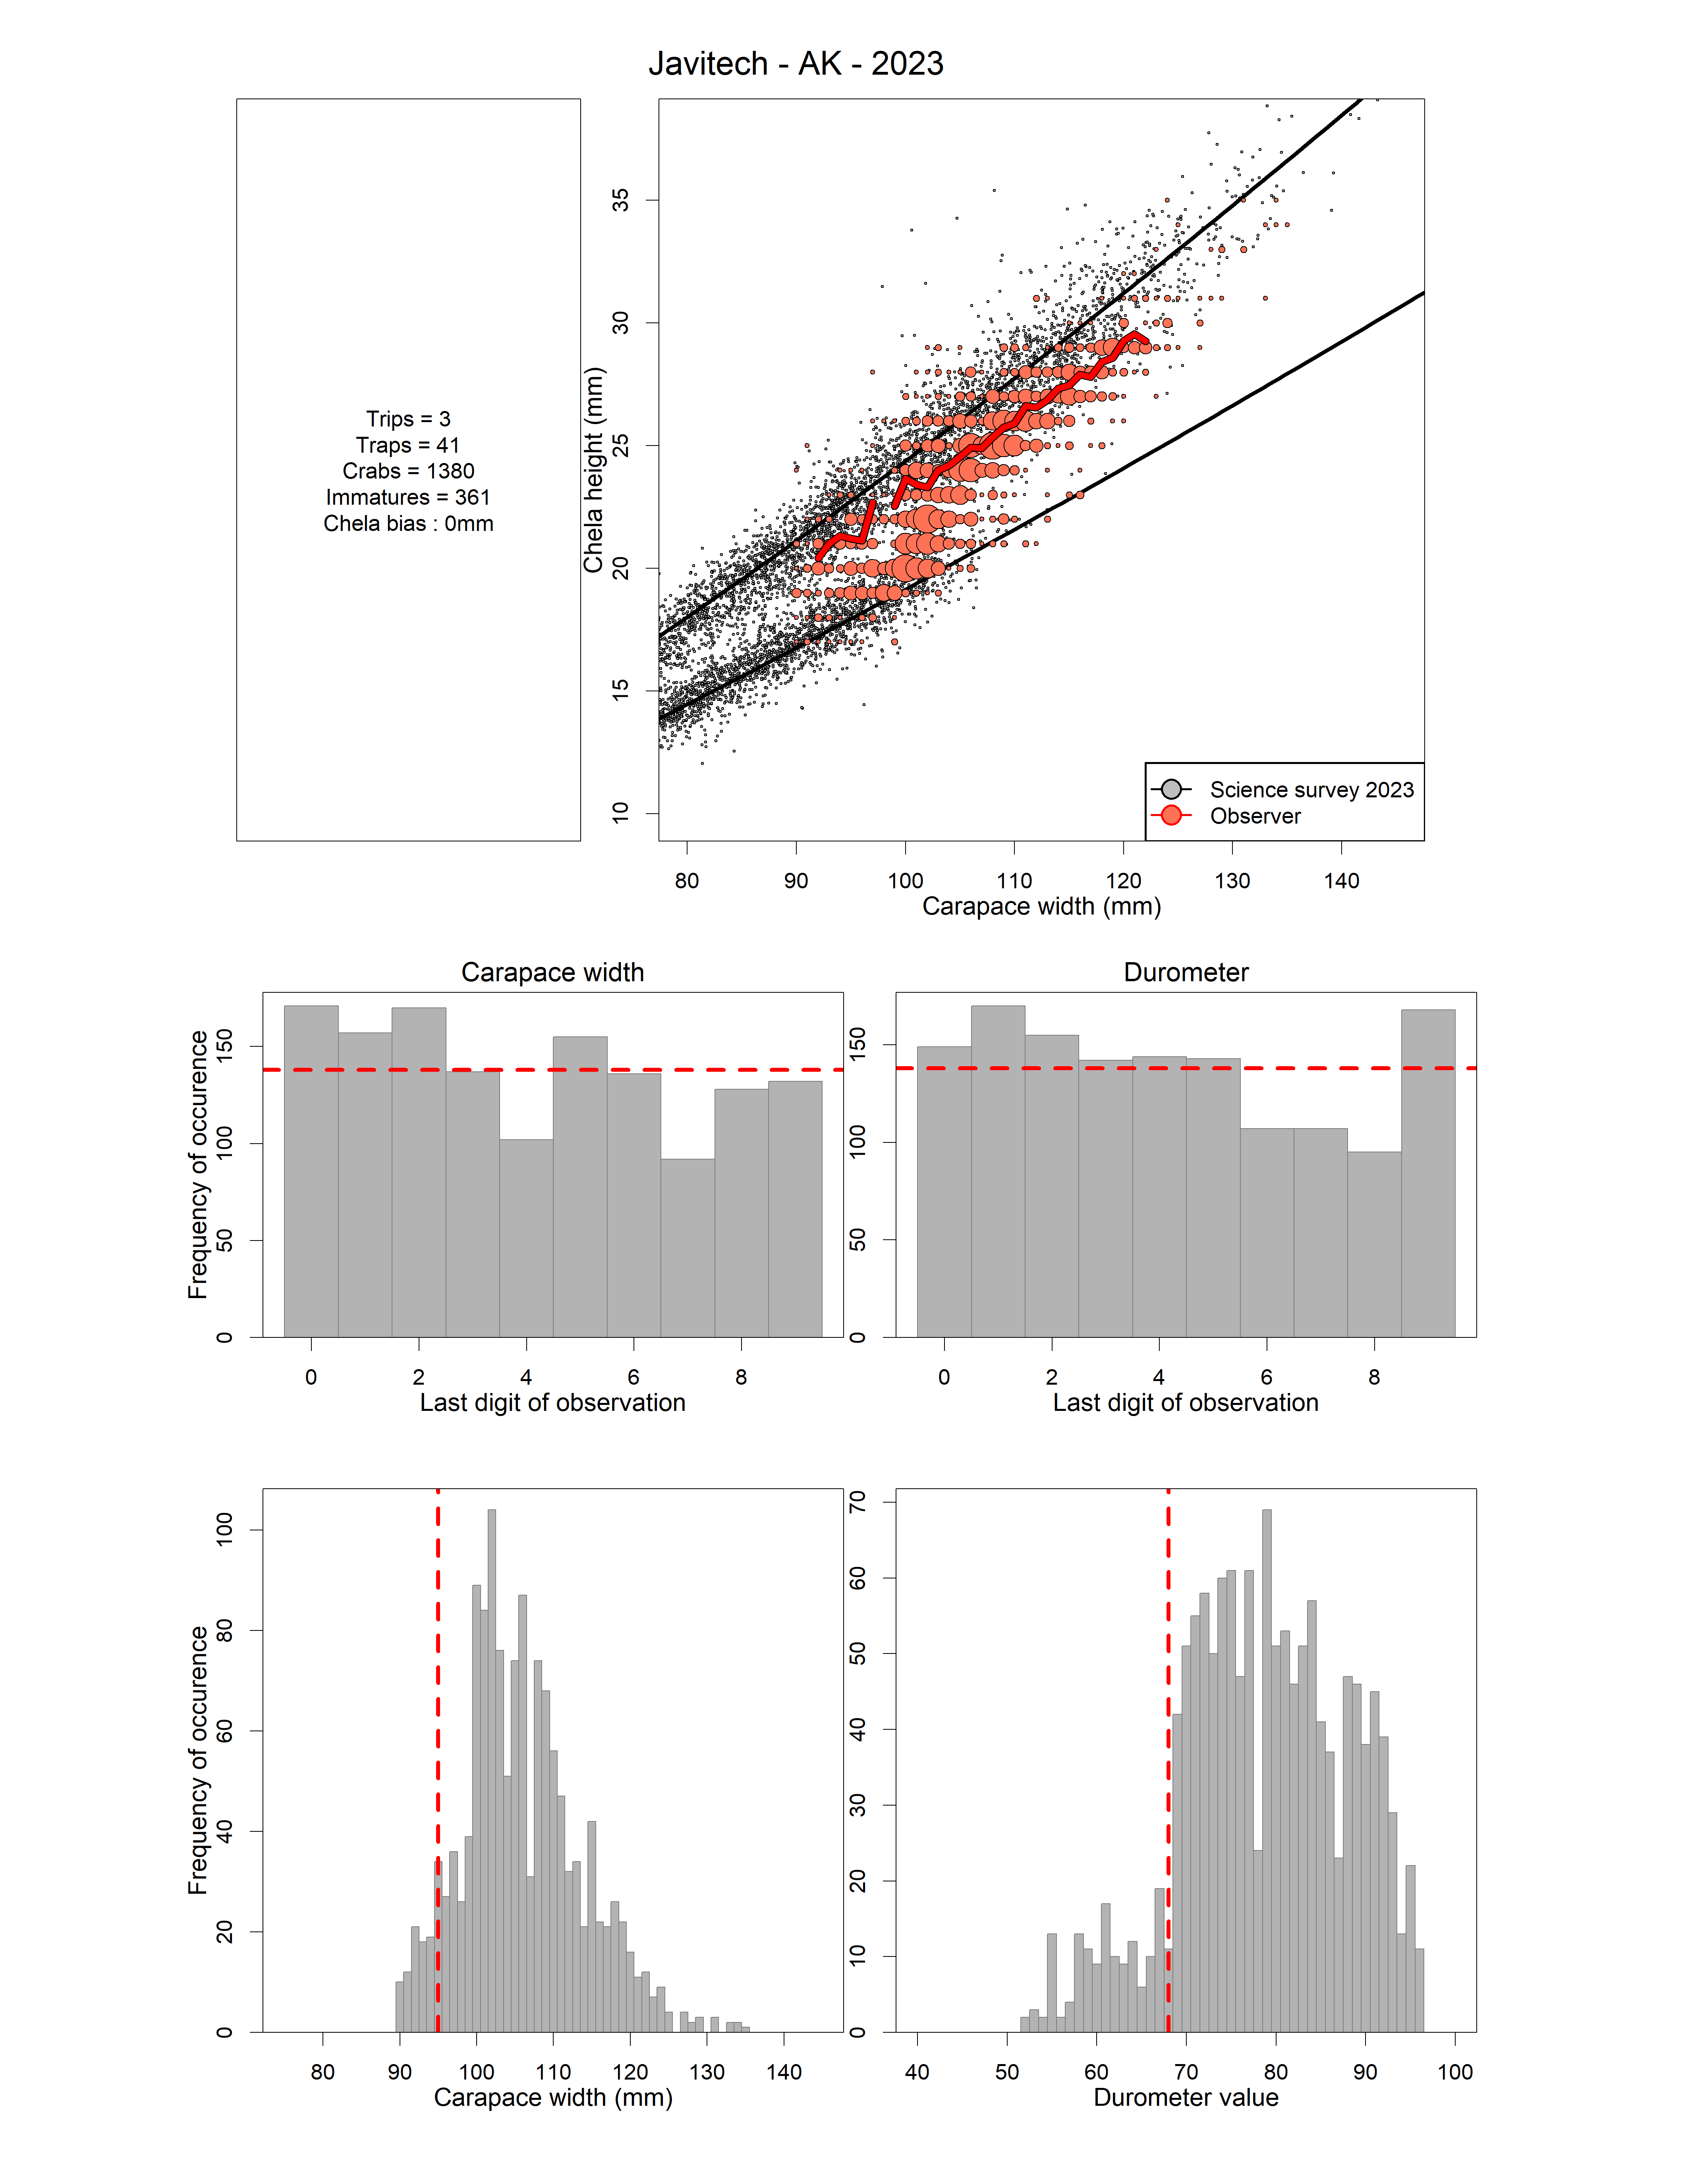 Javitech - AK - 2023
Trips = 3
Traps = 41
Crabs = 1380
Immatures = 361
Chela bias : 0mm
Chela height (mm)
35
30
25
20
15
10
Science survey 2023
Observer
80 90 100 110 120 130 140
Carapace width (mm)
Carapace width
Frequency of occurence
150
100
50
0
0 2 4 6 8
Last digit of observation
Durometer
150
100
50
0
0 2 4 6 8
Last digit of observation
Frequency of occurence
100
80
60
40
20
0
80 90 100 110 120 130 140
Carapace width (mm)
70
60
50
40
30
20
10
0
40 50 60 70 80 90 100
Durometer value